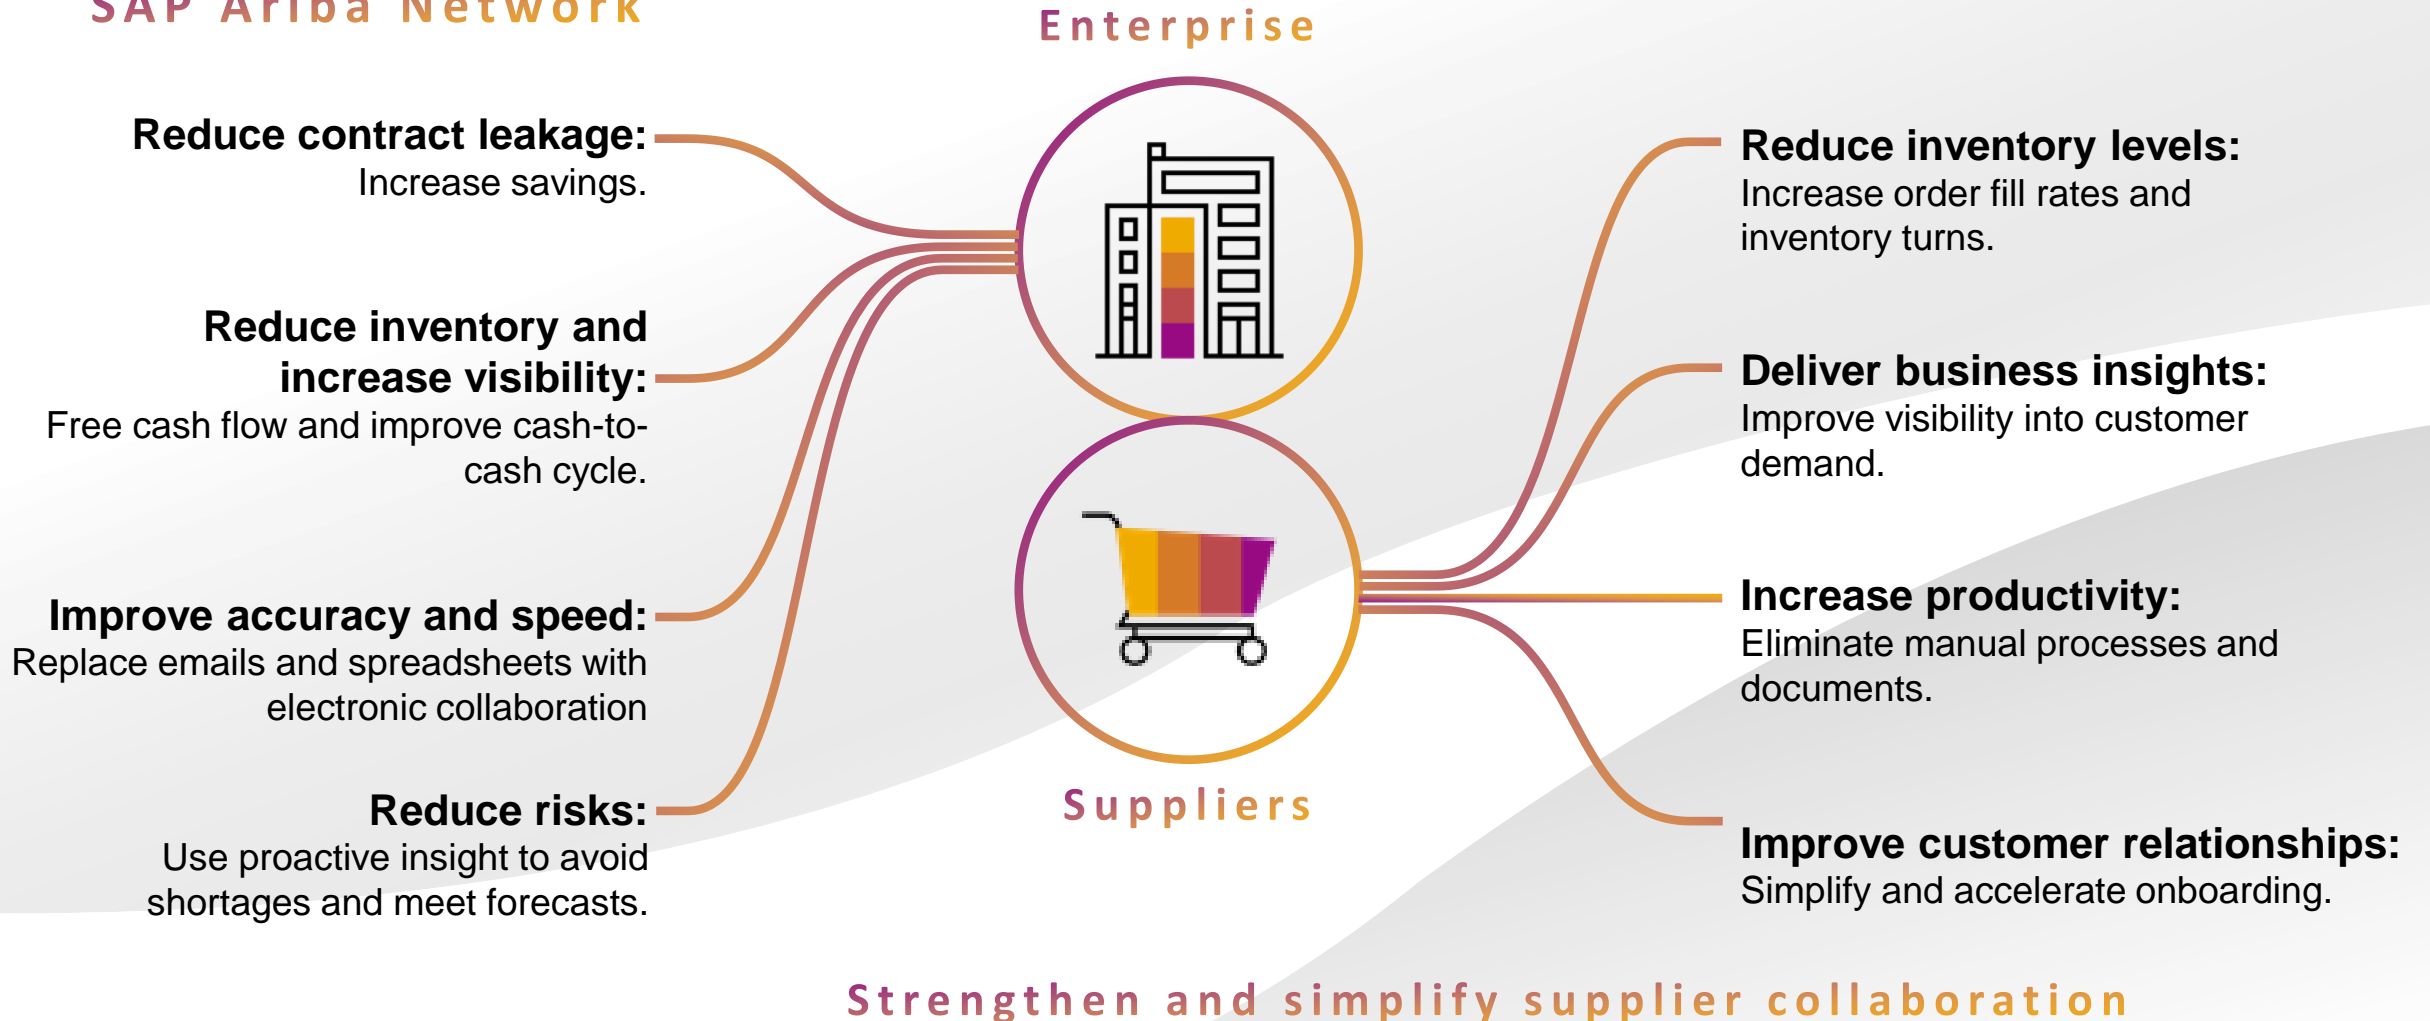 SAP Ariba Network
Enterprise
Reduce contract leakage:
Increase savings.
Reduce inventory and
increase visibility:
Free cash flow and improve cash-to-
cash cycle.
Improve accuracy and speed:
Replace emails and spreadsheets with
electronic collaboration
Reduce risks:
Use proactive insight to avoid
shortages and meet forecasts.
Suppliers
Reduce inventory levels:
Increase order fill rates and
inventory turns.
Deliver business insights:
Improve visibility into customer
demand.
Increase productivity:
Eliminate manual processes and
documents.
Improve customer relationships:
Simplify and accelerate onboarding.
Strengthen and simplify supplier collaboration